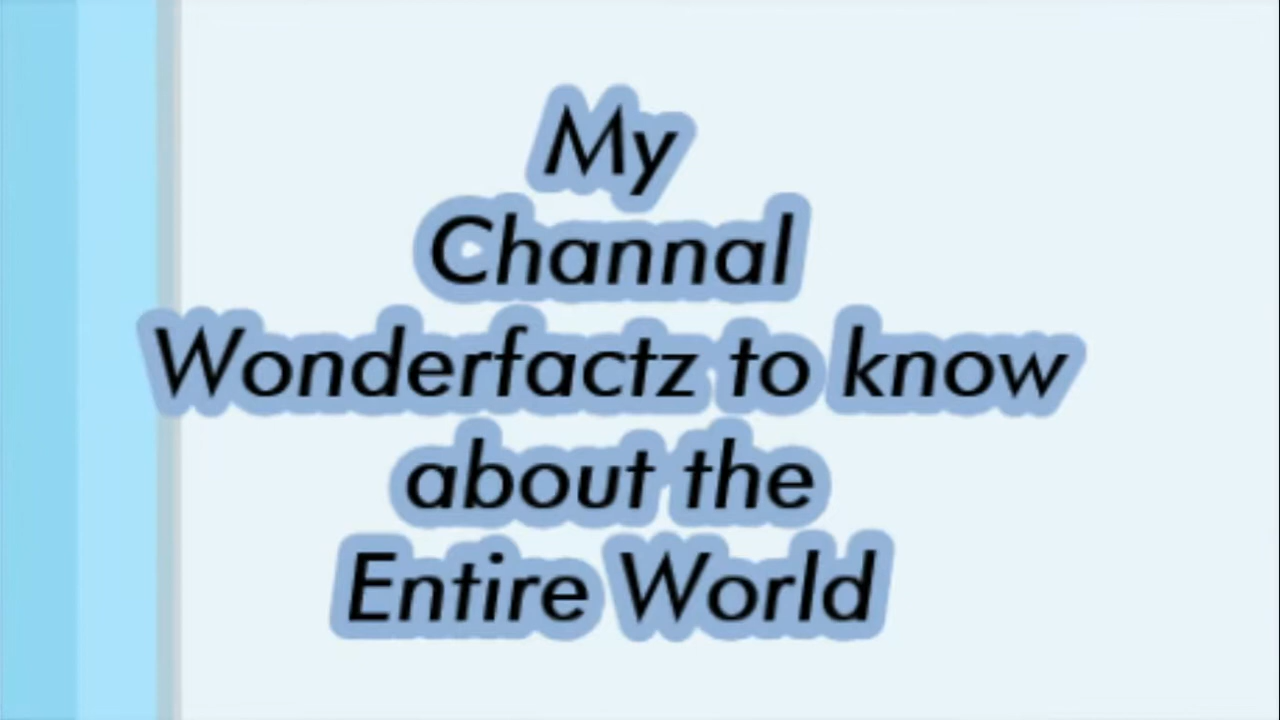 My
Channal
Wonderfactz to know
about the
Entire World